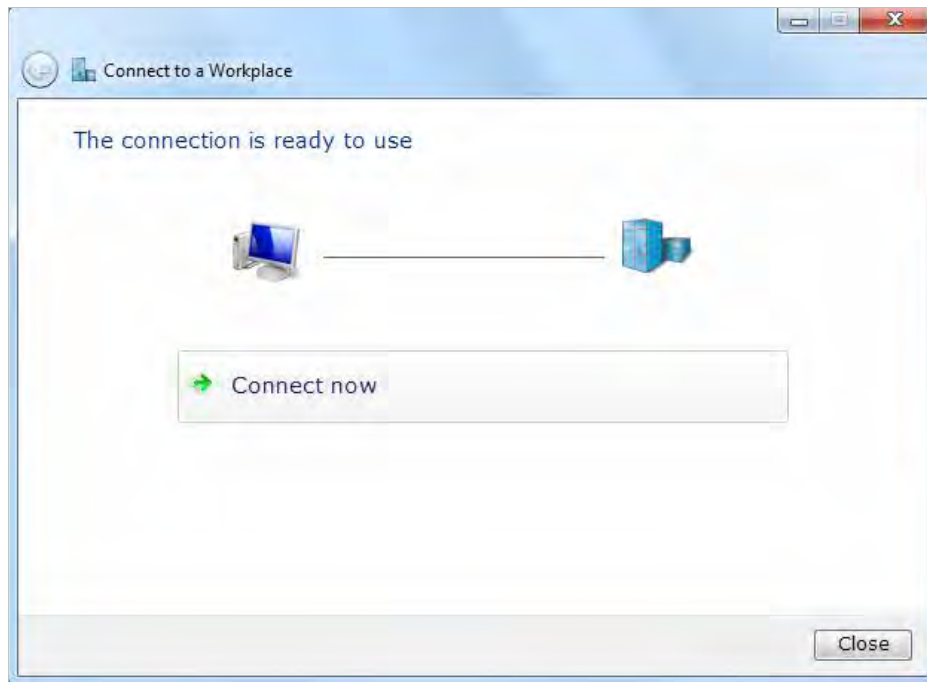 Connect to a Workplace
The connection is ready to use
Connect now
Close